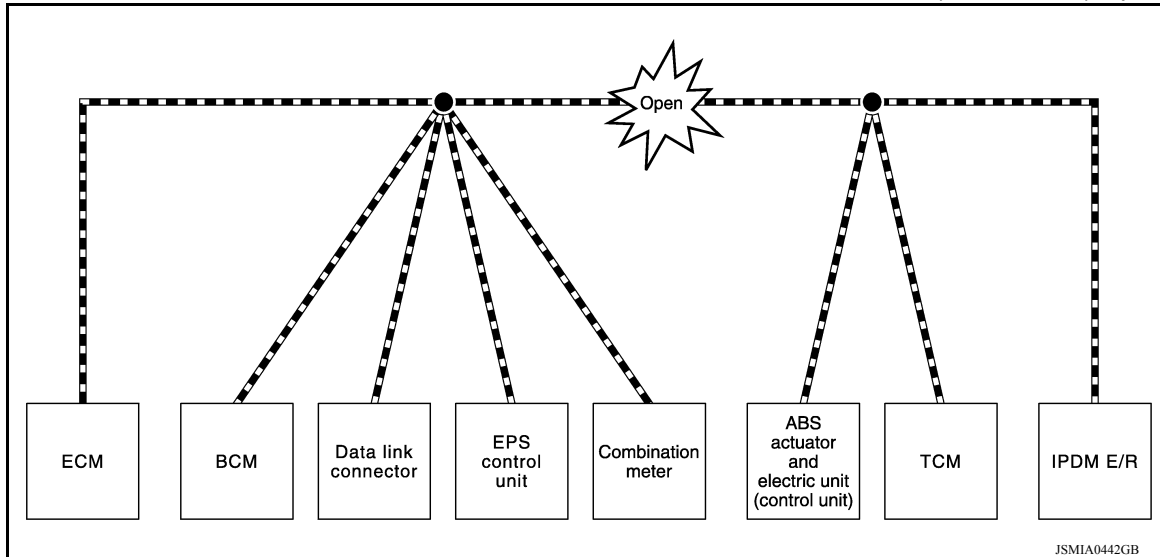 Open
ECM
BCM
Data link
connector
EPS
control
unit
Combination
meter
ABS
actuator
and
electric unit
(control unit)
TCM
IPDM E/R
JSMIA0442GB